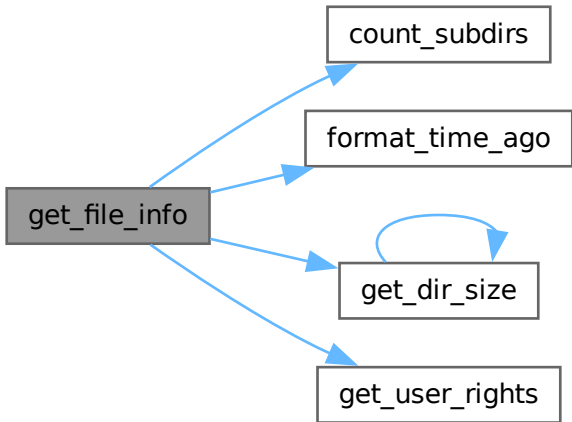 count_subdirs
format_time_ago
get_file_info
get_dir_size
get_user_rights